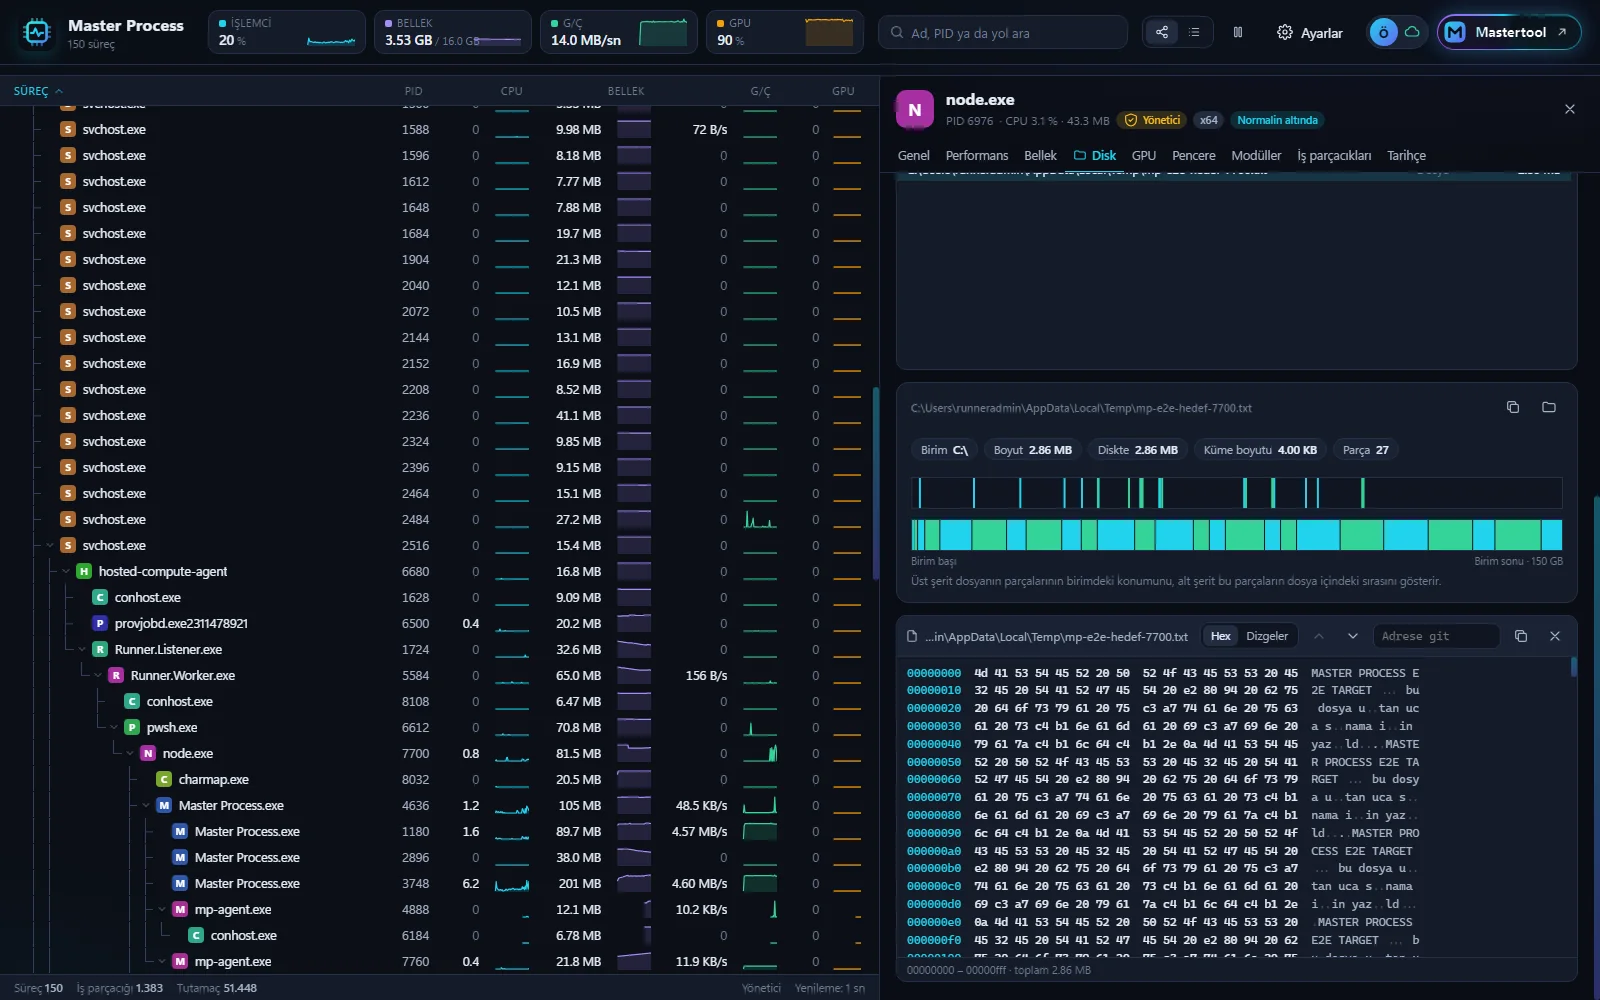 Master Process
150 süreç
İŞLEMCİ
20 %
BELLEK
3.53 GB / 16.0 GB
G/Ç
14.0 MB/sn
GPU
90 %
Ad, PID ya da yol ara
Ayarlar
ö
Mastertool
SÜREÇ PID CPU BELLEK G/Ç GPU
S svchost.exe 1588 0 9.98 MB 72 B/s 0
S svchost.exe 1596 0 8.18 MB 0 0
S svchost.exe 1612 0 7.77 MB 0 0
S svchost.exe 1648 0 7.88 MB 0 0
S svchost.exe 1684 0 19.7 MB 0 0
S svchost.exe 1904 0 21.3 MB 0 0
S svchost.exe 2040 0 12.1 MB 0 0
S svchost.exe 2072 0 10.5 MB 0 0
S svchost.exe 2144 0 13.1 MB 0 0
S svchost.exe 2152 0 16.9 MB 0 0
S svchost.exe 2208 0 8.52 MB 0 0
S svchost.exe 2236 0 41.1 MB 0 0
S svchost.exe 2324 0 9.85 MB 0 0
S svchost.exe 2396 0 9.15 MB 0 0
S svchost.exe 2464 0 15.1 MB 0 0
S svchost.exe 2484 0 27.2 MB 0 0
S svchost.exe 2516 0 15.4 MB 0 0
H hosted-compute-agent 6680 0 16.8 MB 0 0
C conhost.exe 1628 0 9.09 MB 0 0
P provjobd.exe2311478921 6500 0.4 20.2 MB 0 0
R Runner.Listener.exe 1724 0 32.6 MB 0 0
R Runner.Worker.exe 5584 0 65.0 MB 156 B/s 0
C conhost.exe 8108 0 6.47 MB 0 0
P pwsh.exe 6612 0 70.8 MB 0 0
N node.exe 7700 0.8 81.5 MB 0 0
C charmap.exe 8032 0 20.5 MB 0 0
M Master Process.exe 4636 1.2 105 MB 48.5 KB/s 0
M Master Process.exe 1180 1.6 89.7 MB 4.57 MB/s 0
M Master Process.exe 2896 0 38.0 MB 0 0
M Master Process.exe 3748 6.2 201 MB 4.60 MB/s 0
M mp-agent.exe 4888 0 12.1 MB 10.2 KB/s 0
C conhost.exe 6184 0 6.78 MB 0 0
M mp-agent.exe 7760 0.4 21.8 MB 11.9 KB/s 0
Süreç 150 İş parçacığı 1.383 Tutamaç 51.448 Yönetici Yenileme: 1 sn
N
node.exe
PID 6976 · CPU 3.1 % · 43.3 MB Yönetici x64 Normalin altında
Genel Performans Bellek Disk GPU Pencere Modüller İş parçacıkları Tarihçe
C:\Users\runneradmin\AppData\Local\Temp\mp-e2e-hedef-7700.txt
Birim C:\ Boyut 2.86 MB Diskte 2.86 MB Küme boyutu 4.00 KB Parça 27
Birim başı Birim sonu · 150 GB
Üst şerit dosyanın parçalarının birimdeki konumunu, alt şerit bu parçaların dosya içindeki sırasını gösterir.
...in\AppData\Local\Temp\mp-e2e-hedef-7700.txt Hex Dizgeler Adrese git
00000000 4d 41 53 54 45 52 20 50 52 4f 43 45 53 53 20 45 MASTER PROCESS E
00000010 32 45 20 54 41 52 47 45 54 20 e2 80 94 20 62 75 2E TARGET ... bu
00000020 20 64 6f 73 79 61 20 75 c3 a7 74 61 6e 20 75 63 dosya u..tan uc
00000030 61 20 73 c4 b1 6e 61 6d 61 20 69 c3 a7 69 6e 20 a s..nama i..in
00000040 79 61 7a c4 b1 6c 64 c4 b1 2e 0a 4d 41 53 54 45 yaz..ld....MASTE
00000050 52 20 50 52 4f 43 45 53 53 20 45 32 45 20 54 41 R PROCESS E2E TA
00000060 52 47 45 54 20 e2 80 94 20 62 75 20 64 6f 73 79 RGET ... bu dosy
00000070 61 20 75 c3 a7 74 61 6e 20 75 63 61 20 73 c4 b1 a u..tan uca s..
00000080 6e 61 6d 61 20 69 c3 a7 69 6e 20 79 61 7a c4 b1 nama i..in yaz..
00000090 6c 64 c4 b1 2e 0a 4d 41 53 54 45 52 20 50 52 4f ld....MASTER PRO
000000a0 43 45 53 53 20 45 32 45 20 54 41 52 47 45 54 20 CESS E2E TARGET
000000b0 e2 80 94 20 62 75 20 64 6f 73 79 61 20 75 c3 a7 ... bu dosya u..
000000c0 74 61 6e 20 75 63 61 20 73 c4 b1 6e 61 6d 61 20 tan uca s..nama
000000d0 69 c3 a7 69 6e 20 79 61 7a c4 b1 6c 64 c4 b1 2e i..in yaz..ld...
000000e0 0a 4d 41 53 54 45 52 20 50 52 4f 43 45 53 53 20 .MASTER PROCESS
000000f0 45 32 45 20 54 41 52 47 45 54 20 e2 80 94 20 62 E2E TARGET ... b
00000000 – 00000fff · toplam 2.86 MB